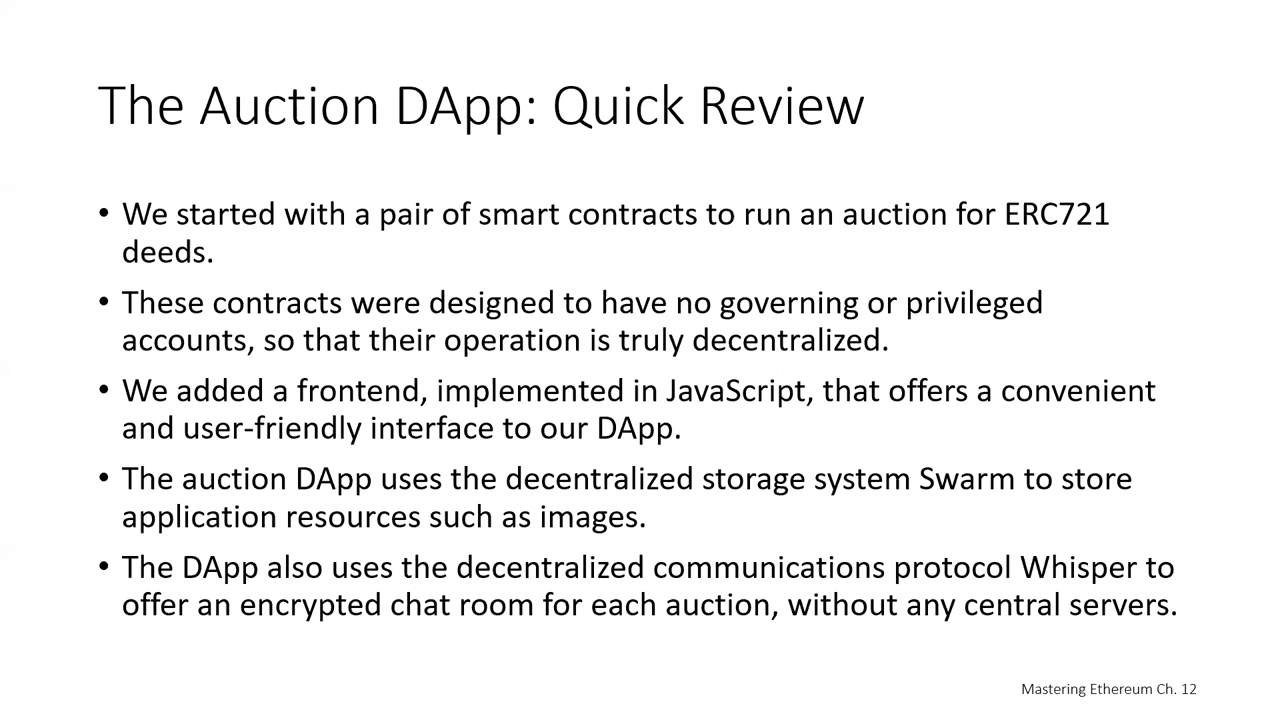 The Auction DApp: Quick Review
• We started with a pair of smart contracts to run an auction for ERC721
deeds.
• These contracts were designed to have no governing or privileged
accounts, so that their operation is truly decentralized.
• We added a frontend, implemented in JavaScript, that offers a convenient
and user-friendly interface to our DApp.
• The auction DApp uses the decentralized storage system Swarm to store
application resources such as images.
• The DApp also uses the decentralized communications protocol Whisper to
offer an encrypted chat room for each auction, without any central servers.
Mastering Ethereum Ch. 12